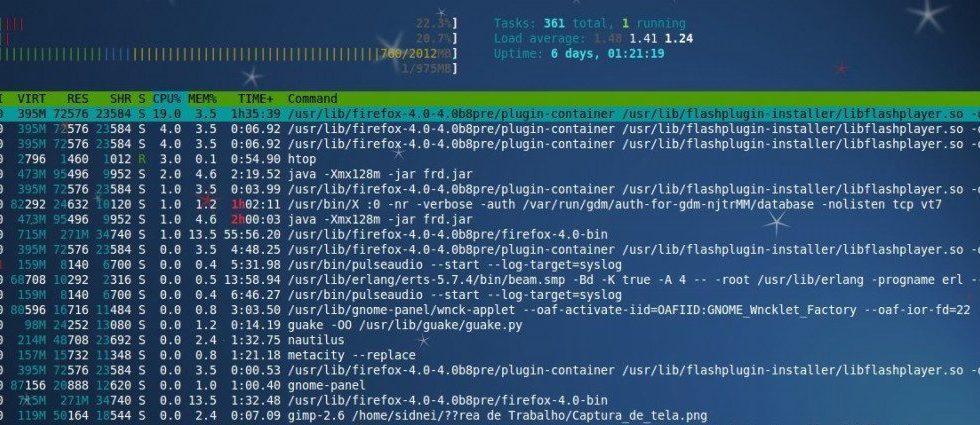 22.3%] Tasks: 361 total, 1 running
20.7%] Load average: 1.48 1.41 1.24
760/2012MB] Uptime: 6 days, 01:21:19
1/975MB]
VIRT RES SHR S CPU% MEM% TIME+ Command
0 395M 72576 23584 S 19.0 3.5 1h35:39 /usr/lib/firefox-4.0-4.0b8pre/plugin-container /usr/lib/flashplugin-installer/libflashplayer.so
0 395M 72576 23584 S 4.0 3.5 0:06.92 /usr/lib/firefox-4.0-4.0b8pre/plugin-container /usr/lib/flashplugin-installer/libflashplayer.so
0 395M 72576 23584 S 4.0 3.5 0:06.92 /usr/lib/firefox-4.0-4.0b8pre/plugin-container /usr/lib/flashplugin-installer/libflashplayer.so
0 2796 1460 1012 R 3.0 0.1 0:54.90 htop
0 473M 95496 9952 S 2.0 4.6 2:19.52 java -Xmx128m -jar frd.jar
0 395M 72576 23584 S 1.0 3.5 0:03.99 /usr/lib/firefox-4.0-4.0b8pre/plugin-container /usr/lib/flashplugin-installer/libflashplayer.so
0 82292 24632 10120 S 1.0 1.2 1h02:11 /usr/bin/X :0 -nr -verbose -auth /var/run/gdm/auth-for-gdm-njtrMM/database -nolisten tcp vt7
0 473M 95496 9952 S 1.0 4.6 2h00:03 java -Xmx128m -jar frd.jar
0 715M 271M 34740 S 1.0 13.5 55:56.20 /usr/lib/firefox-4.0-4.0b8pre/firefox-4.0-bin
0 395M 72576 23584 S 0.0 3.5 4:48.25 /usr/lib/firefox-4.0-4.0b8pre/plugin-container /usr/lib/flashplugin-installer/libflashplayer.so
159M 8140 6700 S 0.0 0.4 5:31.98 /usr/bin/pulseaudio --start --log-target=syslog
0 68708 10292 2316 S 0.0 0.5 13:58.94 /usr/lib/erlang/erts-5.7.4/bin/beam.smp -Bd -K true -A 4 -- -root /usr/lib/erlang -progname erl --
159M 8140 6700 S 0.0 0.4 6:46.27 /usr/bin/pulseaudio --start --log-target=syslog
0 80596 16716 11484 S 0.0 0.8 3:03.50 /usr/lib/gnome-panel/wnck-applet --oaf-activate-iid=OAFIID:GNOME_Wncklet_Factory --oaf-ior-fd=22
0 98M 24252 13080 S 0.0 1.2 0:14.19 guake -OO /usr/lib/guake/guake.py
0 214M 48708 23692 S 0.0 2.4 1:32.75 nautilus
0 157M 15732 11348 S 0.0 0.8 1:21.18 metacity --replace
0 395M 72576 23584 S 0.0 3.5 0:00.53 /usr/lib/firefox-4.0-4.0b8pre/plugin-container /usr/lib/flashplugin-installer/libflashplayer.so
0 87156 20888 12620 S 0.0 1.0 1:00.40 gnome-panel
0 715M 271M 34740 S 0.0 13.5 1:32.48 /usr/lib/firefox-4.0-4.0b8pre/firefox-4.0-bin
0 119M 50164 18544 S 0.0 2.4 0:07.09 gimp-2.6 /home/sidnei/??rea de Trabalho/Captura_de_tela.png